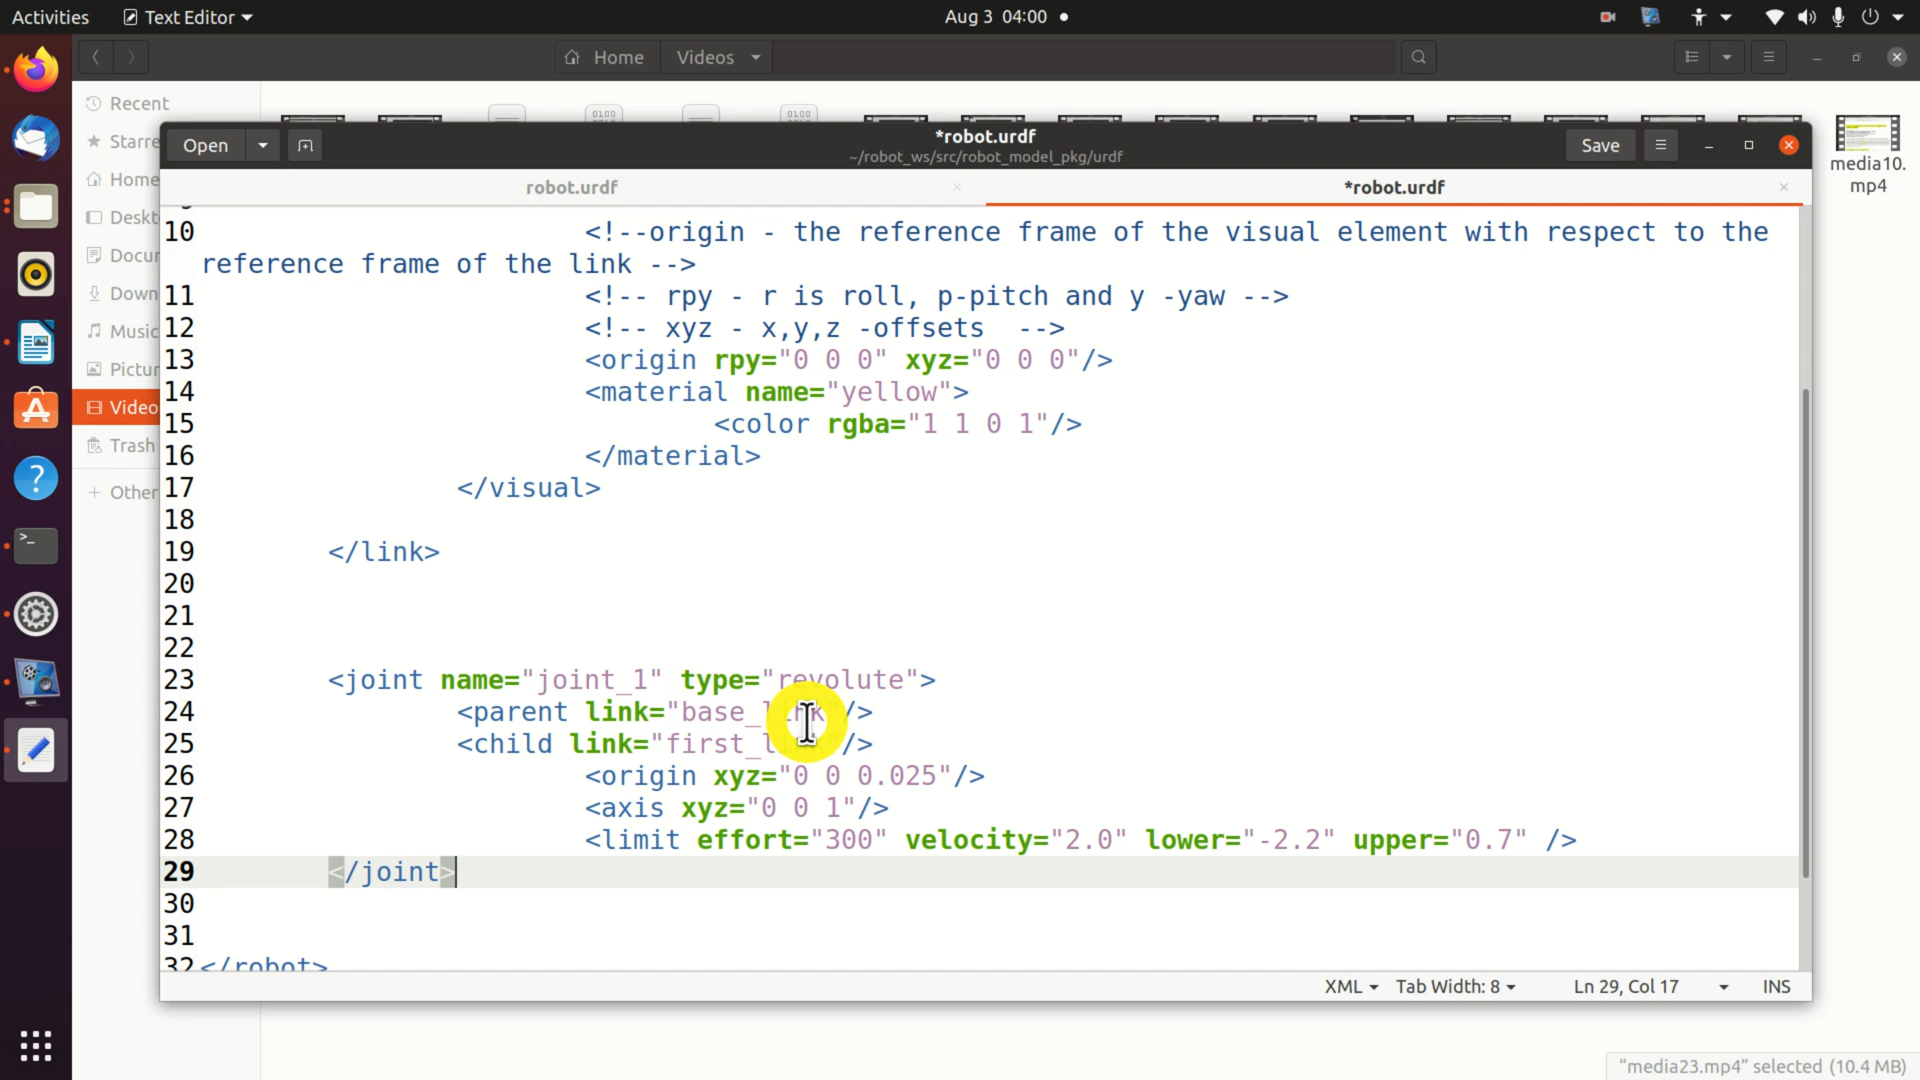 Activities
Text Editor
Aug 3 04:00
Home
Videos
Recent
Starre
Home
Deskt
Docur
Down
Music
Pictur
Video
Trash
+ Other
media10.
mp4
Open
*robot.urdf
~/robot_ws/src/robot_model_pkg/urdf
Save
robot.urdf
*robot.urdf
10 <!--origin - the reference frame of the visual element with respect to the
reference frame of the link -->
11 <!-- rpy - r is roll, p-pitch and y -yaw -->
12 <!-- xyz - x,y,z -offsets -->
13 <origin rpy="0 0 0" xyz="0 0 0"/>
14 <material name="yellow">
15 <color rgba="1 1 0 1"/>
16 </material>
17 </visual>
18
19 </link>
20
21
22
23 <joint name="joint_1" type="revolute">
24 <parent link="base_link"/>
25 <child link="first_link"/>
26 <origin xyz="0 0 0.025"/>
27 <axis xyz="0 0 1"/>
28 <limit effort="300" velocity="2.0" lower="-2.2" upper="0.7" />
29 </joint>
30
31
32 </robot>
XML
Tab Width: 8
Ln 29, Col 17
INS
"media23.mp4" selected (10.4 MB)